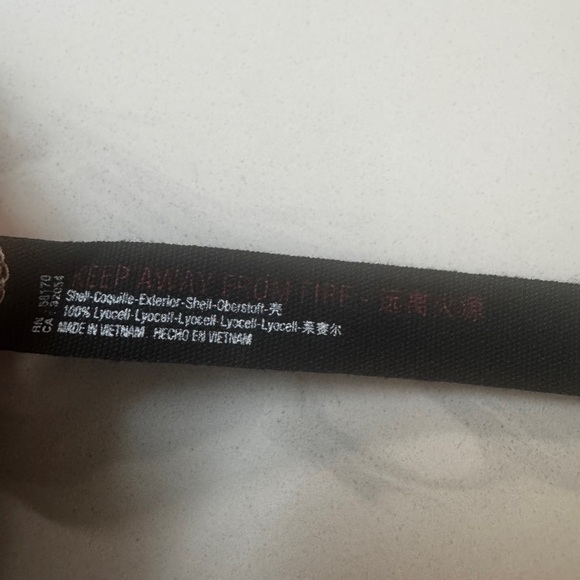 KEEP AWAY FROM FIRE - 远离火源
RN 54170
CA 32054
Shell-Coquille-Exterior-Shell-Oberstoff-壳
100% Lyocell-Lyocell-Lyocell-Lyocell-Lyocell-莱赛尔
MADE IN VIETNAM . HECHO EN VIETNAM